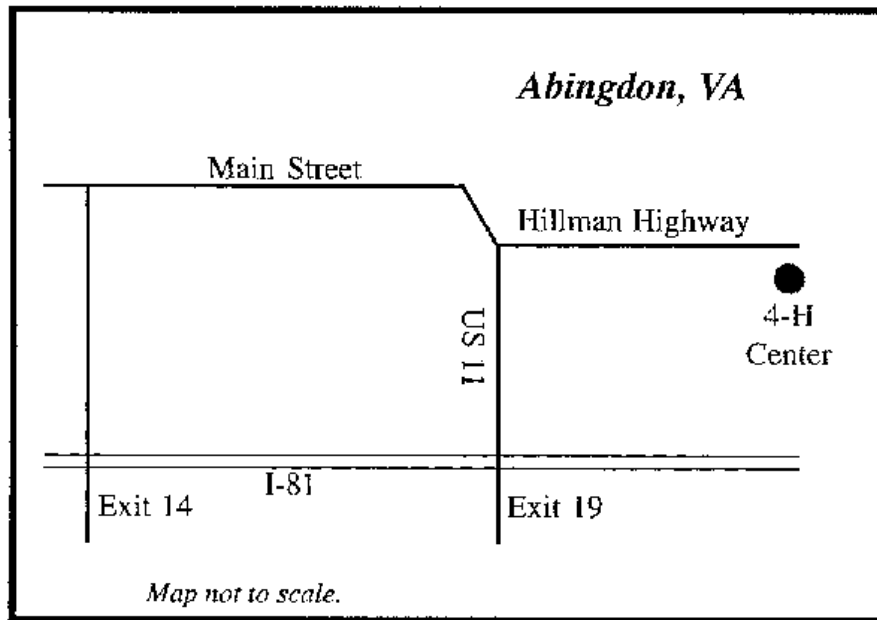 Abingdon, VA
Main Street
Hillman Highway
US 11
4-H
Center
I-81
Exit 14
Exit 19
Map not to scale.